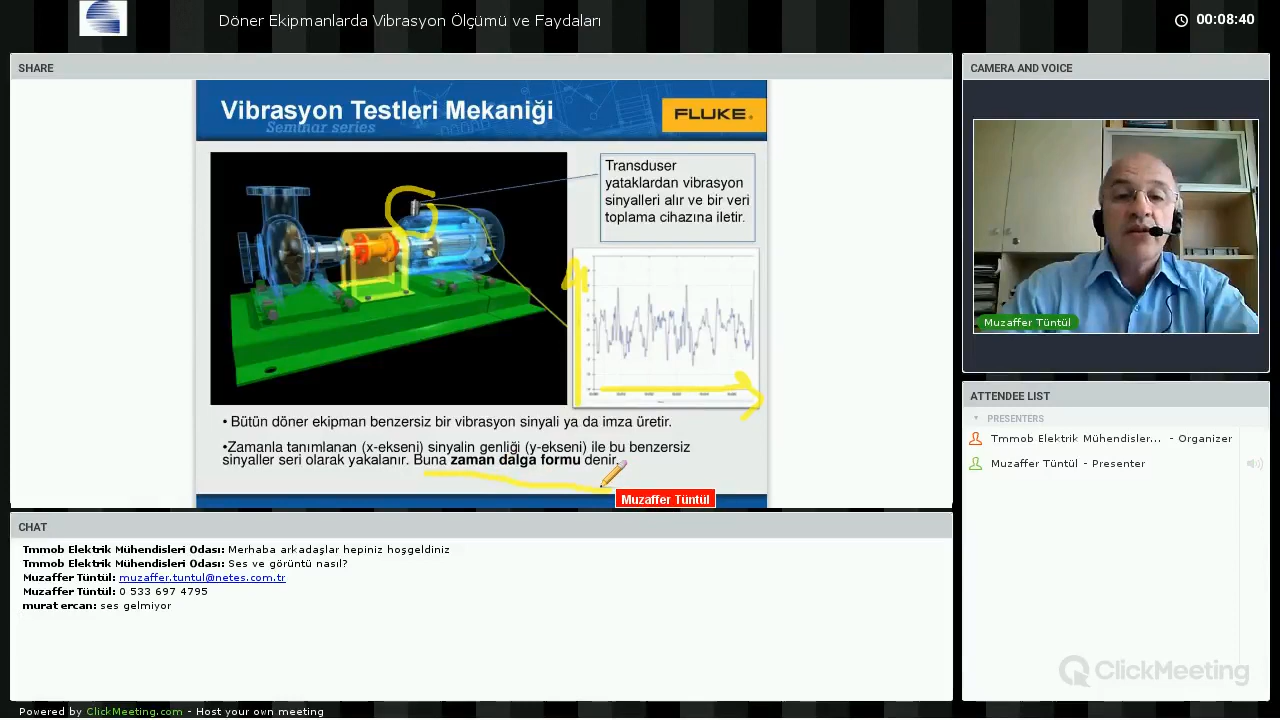 Döner Ekipmanlarda Vibrasyon Ölçümü ve Faydaları
00:08:40
SHARE
Vibrasyon Testleri Mekaniği
Seminar series
FLUKE®
Transduser
yataklardan vibrasyon
sinyalleri alır ve bir veri
toplama cihazına iletir.
• Bütün döner ekipman benzersiz bir vibrasyon sinyali ya da imza üretir.
•Zamanla tanımlanan (x-ekseni) sinyalin genliği (y-ekseni) ile bu benzersiz
sinyaller seri olarak yakalanır. Buna zaman dalga formu denir.
Muzaffer Tüntül
CAMERA AND VOICE
Muzaffer Tüntül
ATTENDEE LIST
PRESENTERS
Tmmob Elektrik Mühendisler... - Organizer
Muzaffer Tüntül - Presenter
CHAT
Tmmob Elektrik Mühendisleri Odası: Merhaba arkadaşlar hepiniz hoşgeldiniz
Tmmob Elektrik Mühendisleri Odası: Ses ve görüntü nasıl?
Muzaffer Tüntül: muzaffer.tuntul@netes.com.tr
Muzaffer Tüntül: 0 533 697 4795
murat ercan: ses gelmiyor
ClickMeeting
Powered by ClickMeeting.com - Host your own meeting